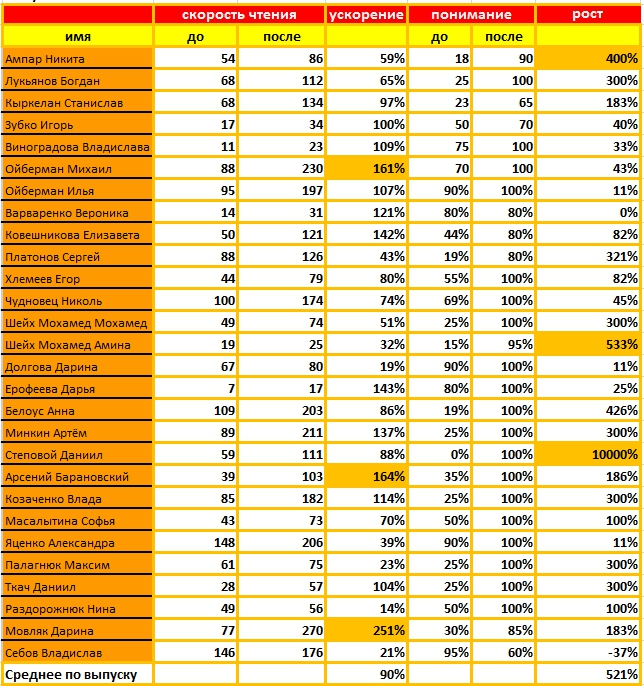 скорость чтения ускорение понимание рост
имя до после до после
Ампар Никита 54 86 59% 18 90 400%
Лукьянов Богдан 68 112 65% 25 100 300%
Кыркелан Станислав 68 134 97% 23 65 183%
Зубко Игорь 17 34 100% 50 70 40%
Виноградова Владислава 11 23 109% 75 100 33%
Ойберман Михаил 88 230 161% 70 100 43%
Ойберман Илья 95 197 107% 90% 100% 11%
Варваренко Вероника 14 31 121% 80% 80% 0%
Ковешникова Елизавета 50 121 142% 44% 80% 82%
Платонов Сергей 88 126 43% 19% 80% 321%
Хлемеев Егор 44 79 80% 55% 100% 82%
Чудновец Николь 100 174 74% 69% 100% 45%
Шейх Мохамед Мохамед 49 74 51% 25% 100% 300%
Шейх Мохамед Амина 19 25 32% 15% 95% 533%
Долгова Дарина 67 80 19% 90% 100% 11%
Ерофеева Дарья 7 17 143% 80% 100% 25%
Белоус Анна 109 203 86% 19% 100% 426%
Минкин Артём 89 211 137% 25% 100% 300%
Степовой Даниил 59 111 88% 0% 100% 10000%
Арсений Барановский 39 103 164% 35% 100% 186%
Козаченко Влада 85 182 114% 25% 100% 300%
Масалытина Софья 43 73 70% 50% 100% 100%
Яценко Александра 148 206 39% 90% 100% 11%
Палагнюк Максим 61 75 23% 25% 100% 300%
Ткач Даниил 28 57 104% 25% 100% 300%
Раздорожнюк Нина 49 56 14% 50% 100% 100%
Мовляк Дарина 77 270 251% 30% 85% 183%
Себов Владислав 146 176 21% 95% 60% -37%
Среднее по выпуску 90% 521%